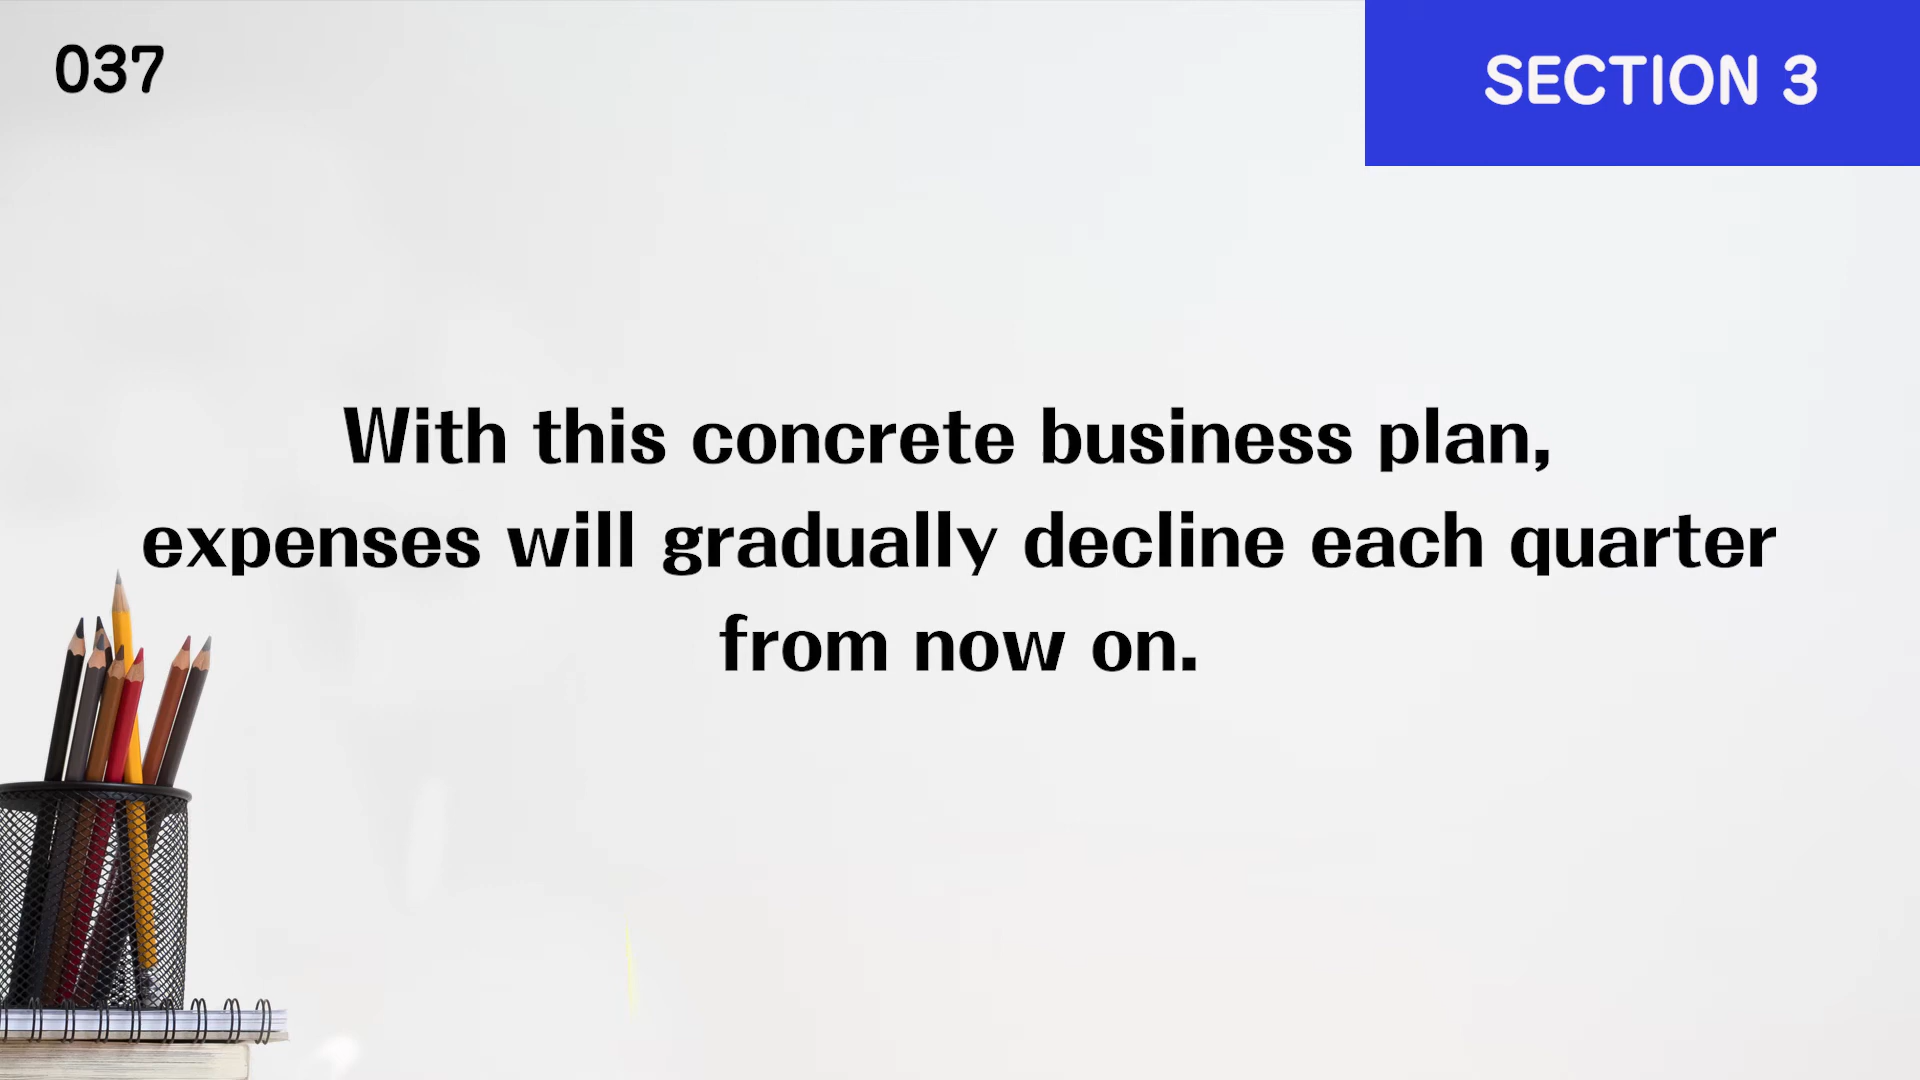 037
SECTION 3
With this concrete business plan,
expenses will gradually decline each quarter
from now on.